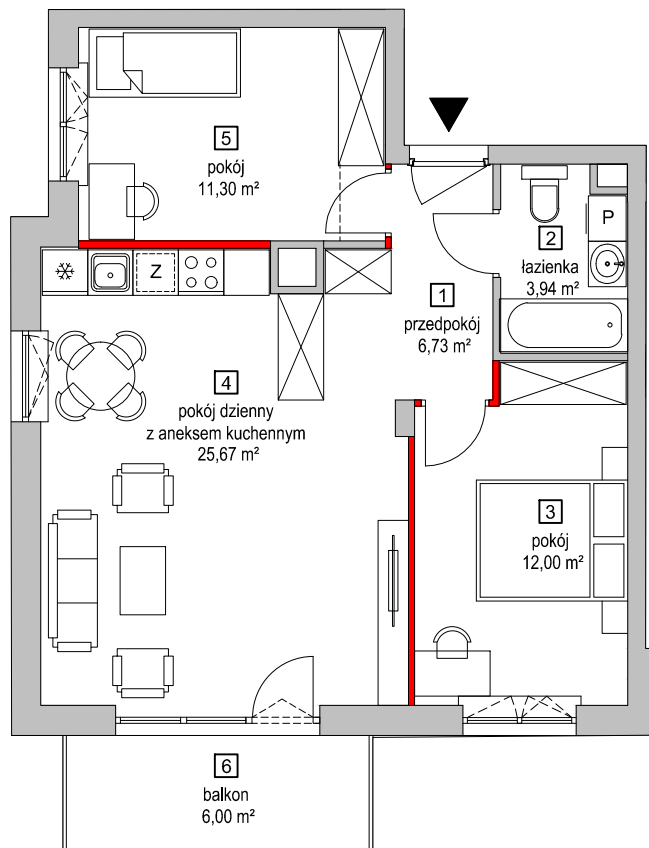 5
pokój
11,30 m²
P
2
łazienka
3,94 m²
Z
1
przedpokój
6,73 m²
4
pokój dzienny
z aneksem kuchennym
25,67 m²
3
pokój
12,00 m²
6
balkon
6,00 m²